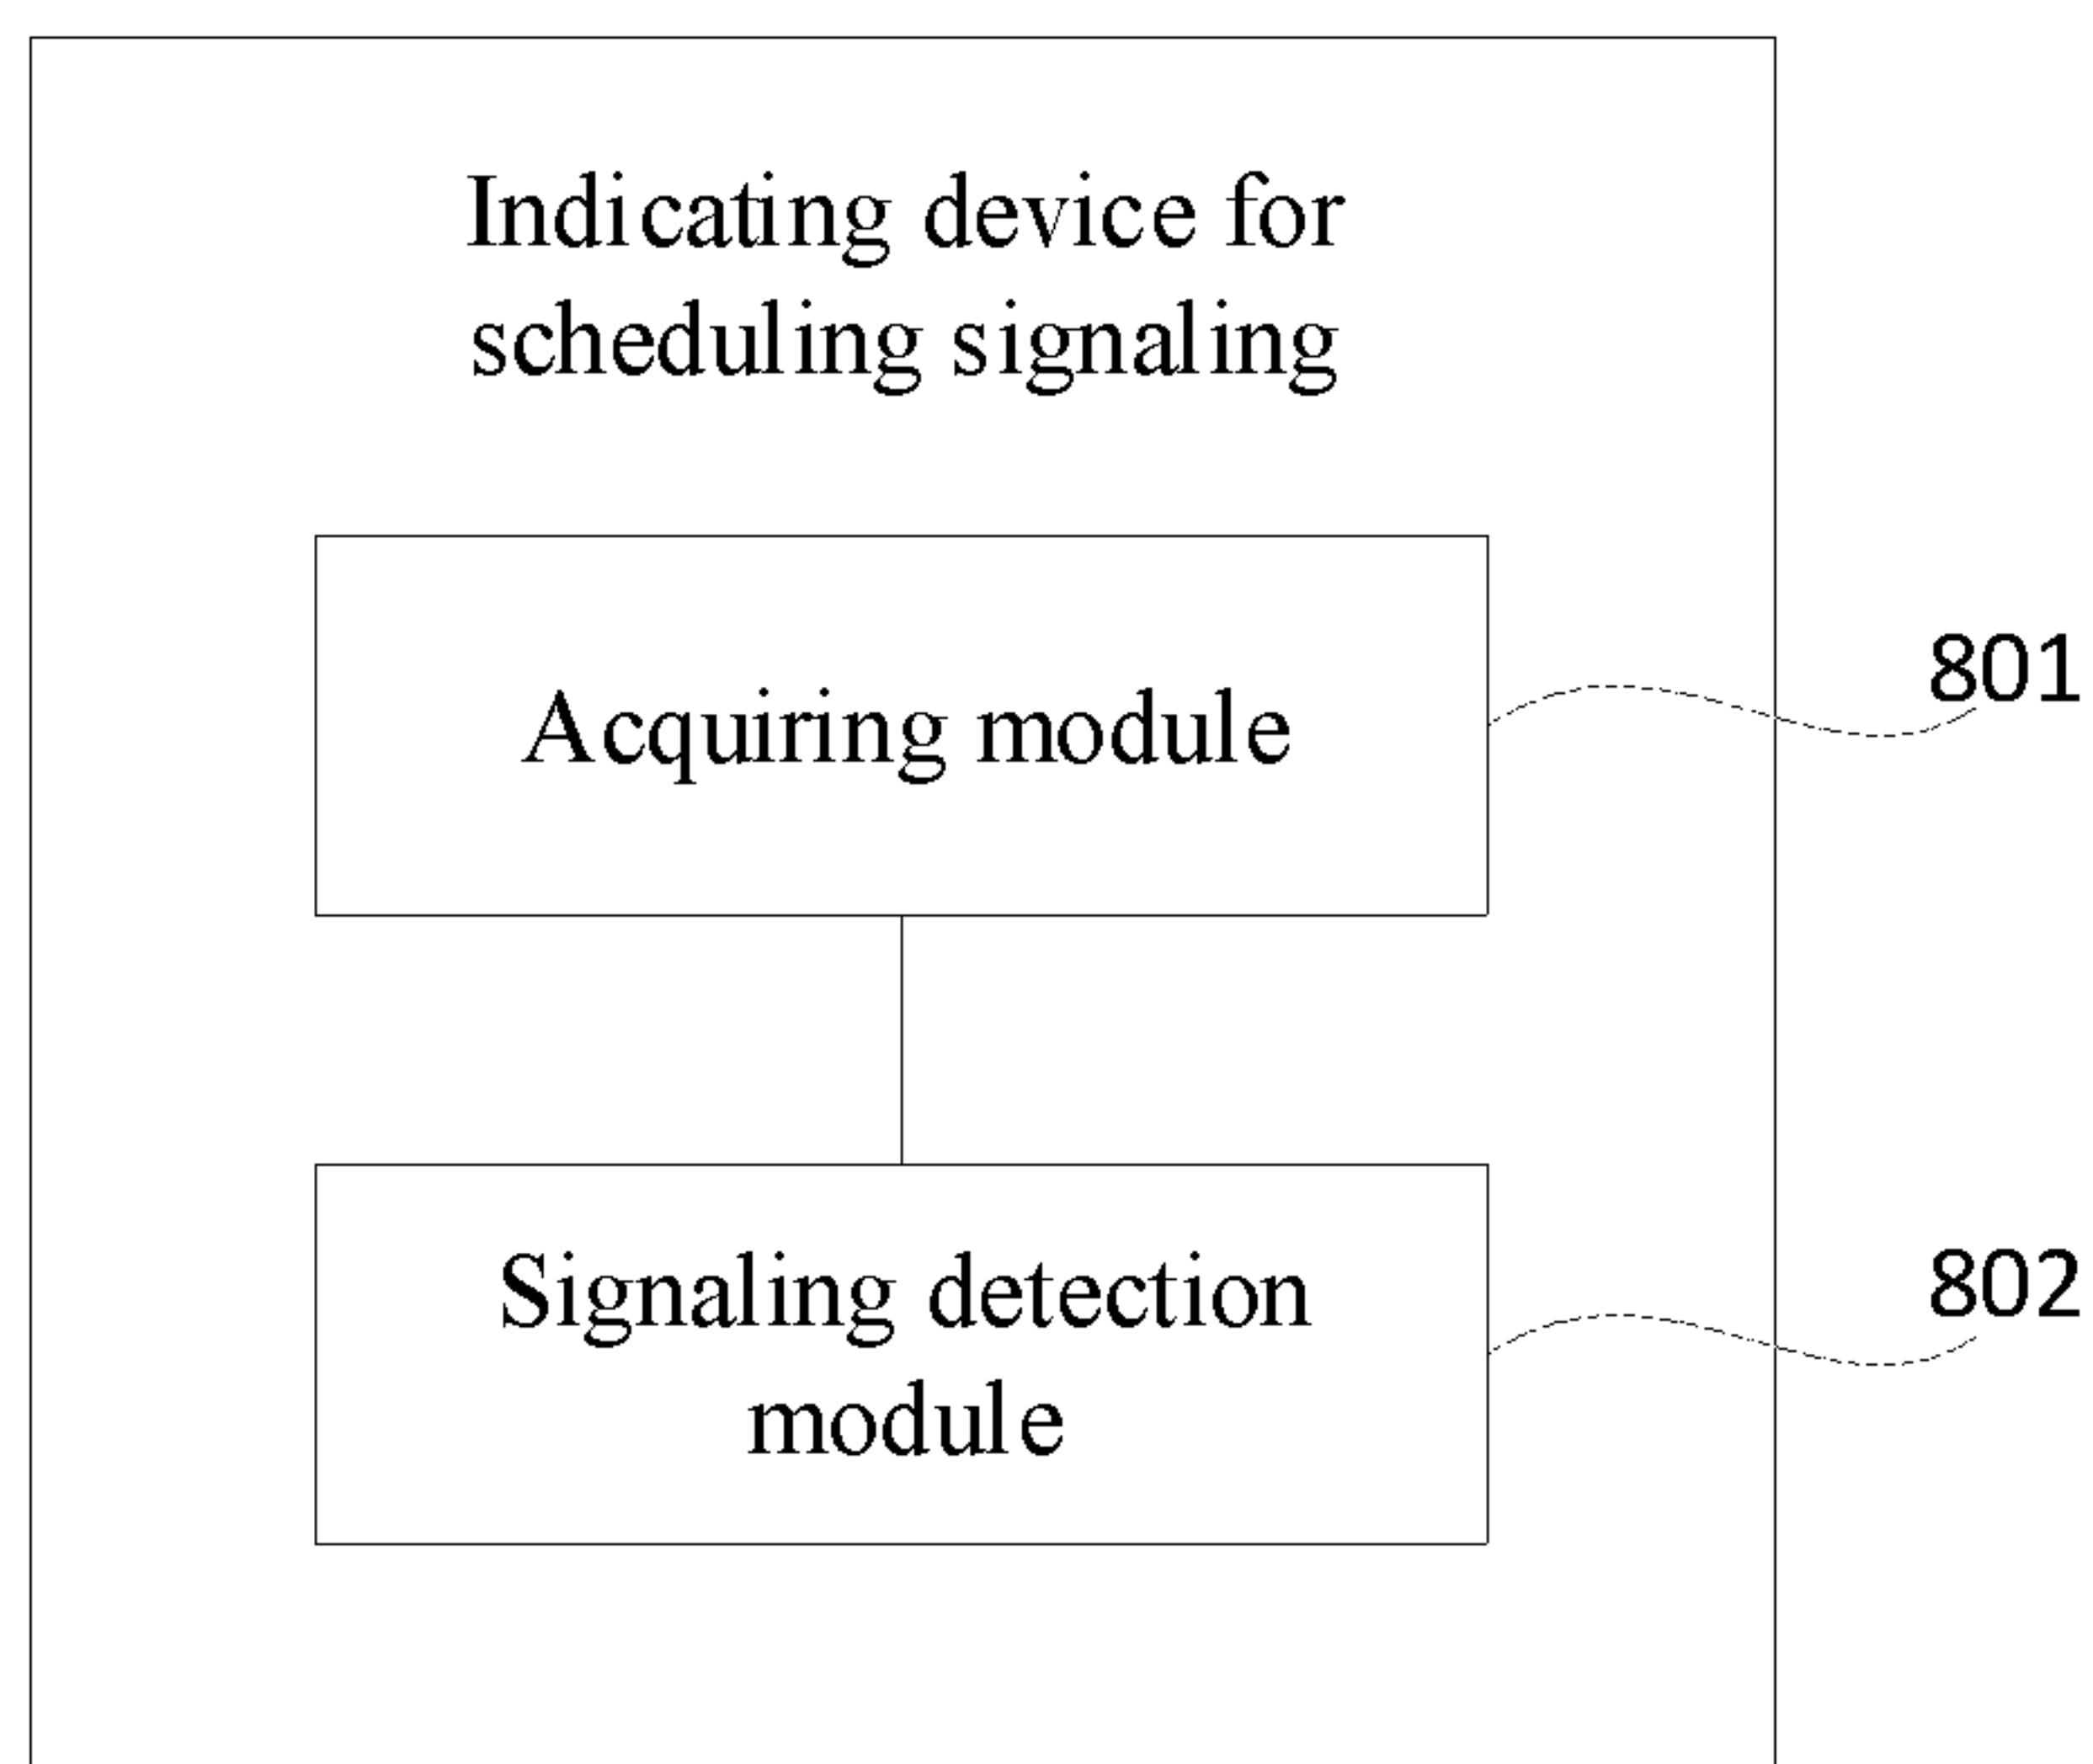 Indicating device for
scheduling signaling
Acquiring module
801
Signaling detection
module
802